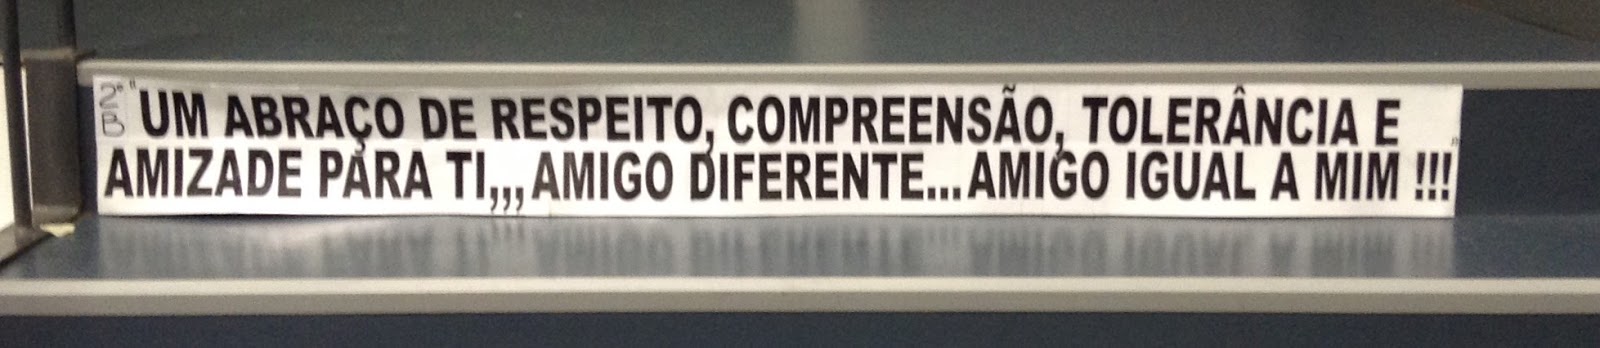 2º B
"UM ABRAÇO DE RESPEITO, COMPREENSÃO, TOLERÂNCIA E
AMIZADE PARA TI,,, AMIGO DIFERENTE... AMIGO IGUAL A MIM !!!"